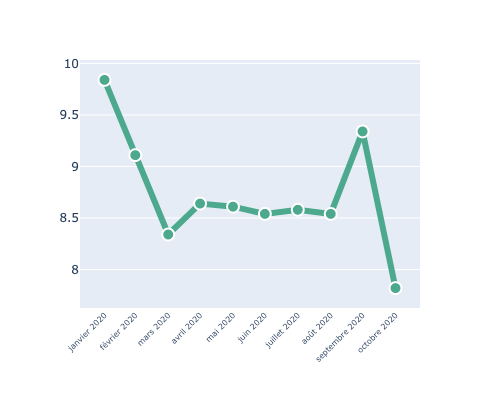 10
9.5
9
8.5
8
janvier 2020
février 2020
mars 2020
avril 2020
mai 2020
juin 2020
juillet 2020
août 2020
septembre 2020
octobre 2020